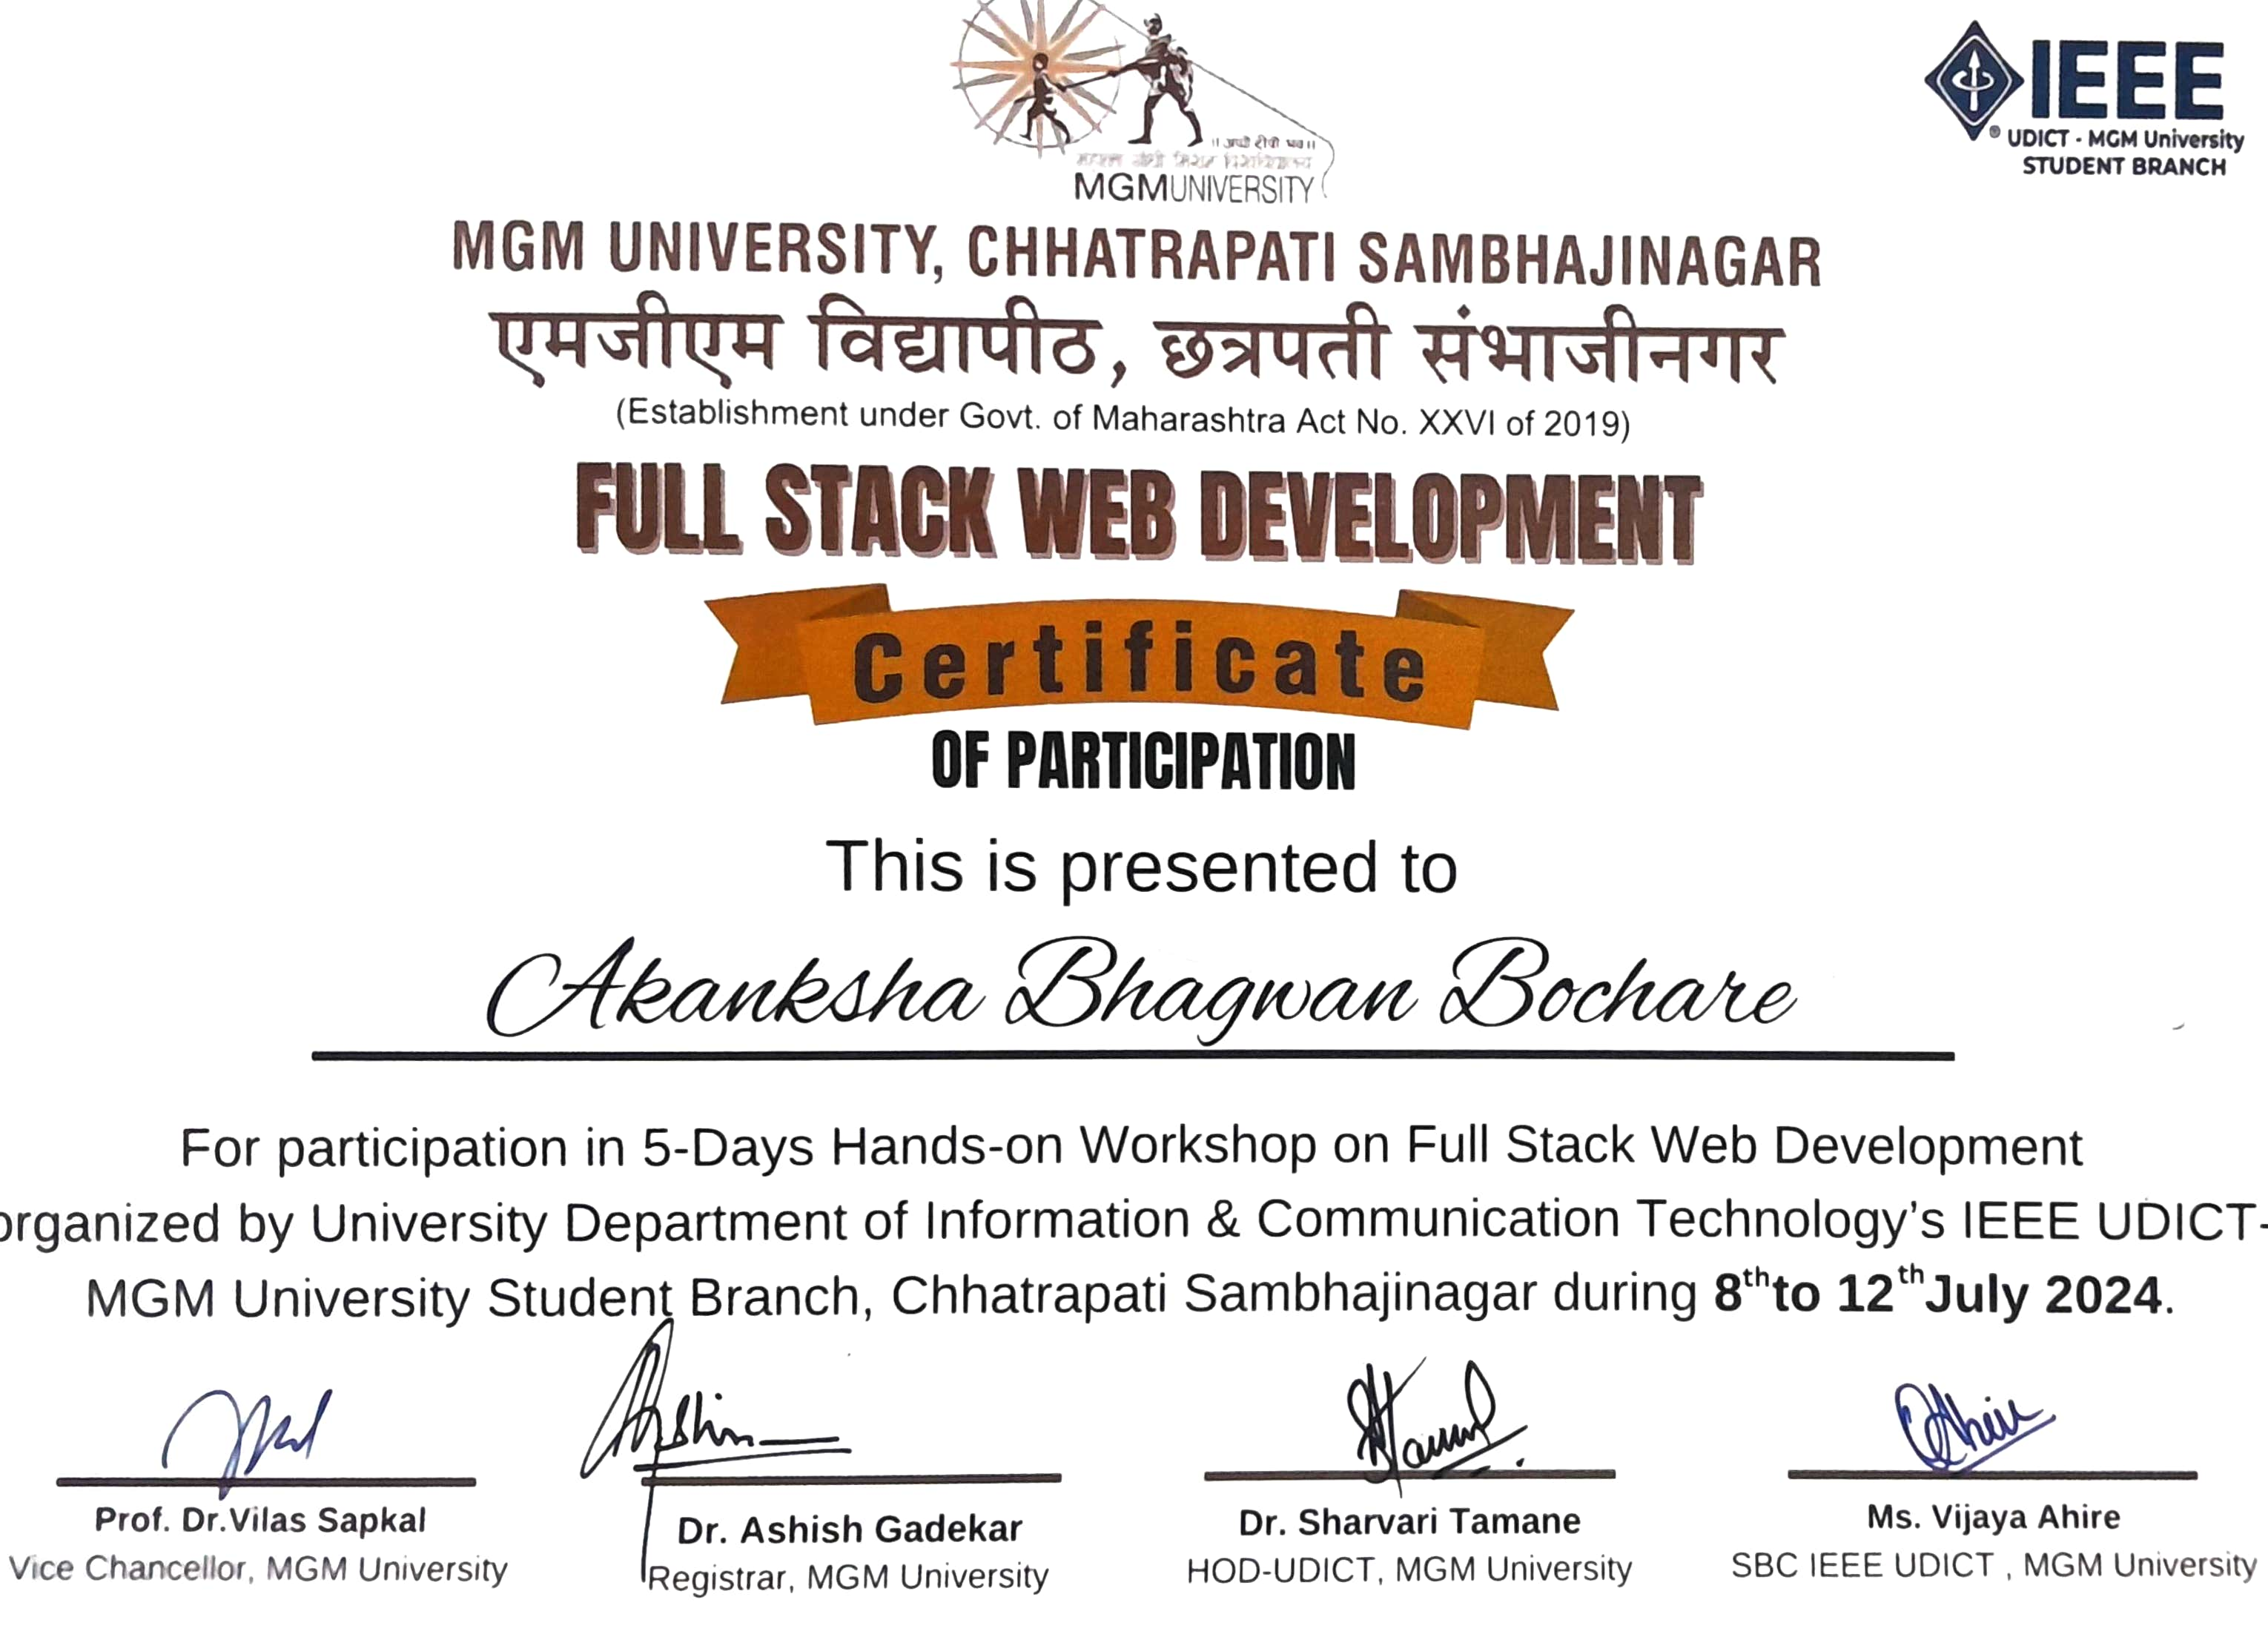 IEEE
UDICT - MGM University
STUDENT BRANCH
MGMUNIVERSITY
MGM UNIVERSITY, CHHATRAPATI SAMBHAJINAGAR
एमजीएम विद्यापीठ, छत्रपती संभाजीनगर
(Establishment under Govt. of Maharashtra Act No. XXVI of 2019)
FULL STACK WEB DEVELOPMENT
Certificate
OF PARTICIPATION
This is presented to
Akanksha Bhagwan Bochare
For participation in 5-Days Hands-on Workshop on Full Stack Web Development
organized by University Department of Information & Communication Technology’s IEEE UDICT-
MGM University Student Branch, Chhatrapati Sambhajinagar during 8th to 12th July 2024.
Prof. Dr.Vilas Sapkal
Vice Chancellor, MGM University
Dr. Ashish Gadekar
Registrar, MGM University
Dr. Sharvari Tamane
HOD-UDICT, MGM University
Ms. Vijaya Ahire
SBC IEEE UDICT , MGM University